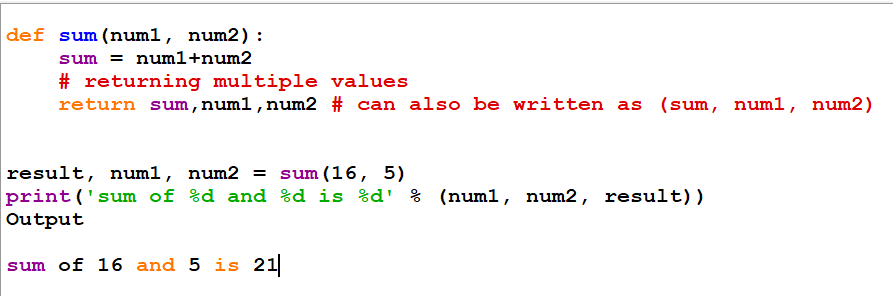 def sum(num1, num2):
    sum = num1+num2
    # returning multiple values
    return sum,num1,num2 # can also be written as (sum, num1, num2)
result, num1, num2 = sum(16, 5)
print('sum of %d and %d is %d' % (num1, num2, result))
Output
sum of 16 and 5 is 21